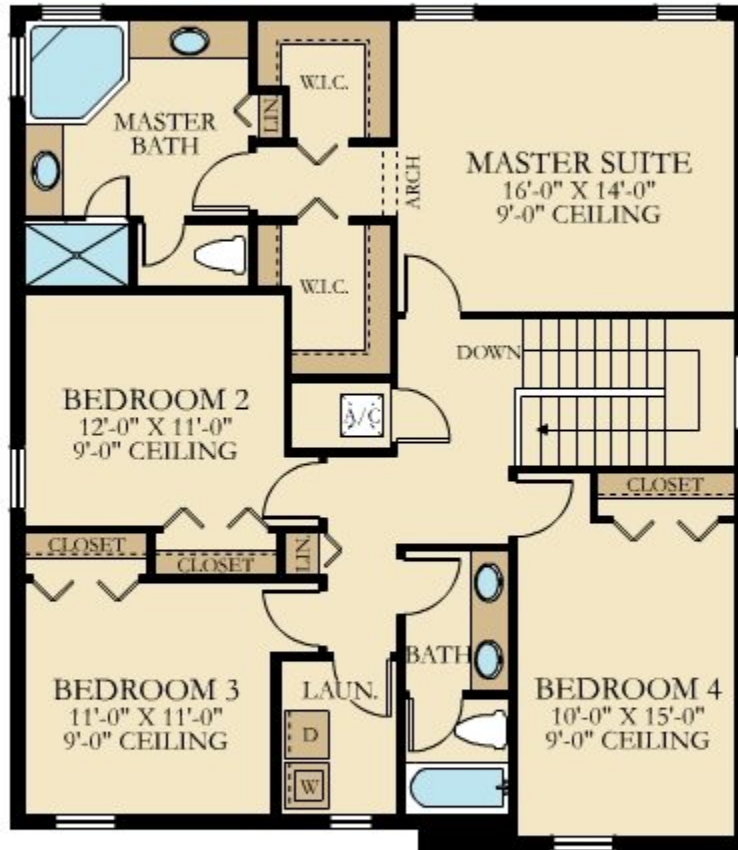 MASTER
BATH
LIN
W.I.C.
ARCH
MASTER SUITE
16'-0" X 14'-0"
9'-0" CEILING
W.I.C.
DOWN
BEDROOM 2
12'-0" X 11'-0"
9'-0" CEILING
A/C
CLOSET
CLOSET
CLOSET
LIN.
BEDROOM 3
11'-0" X 11'-0"
9'-0" CEILING
LAUN.
D
W
BATH
BEDROOM 4
10'-0" X 15'-0"
9'-0" CEILING